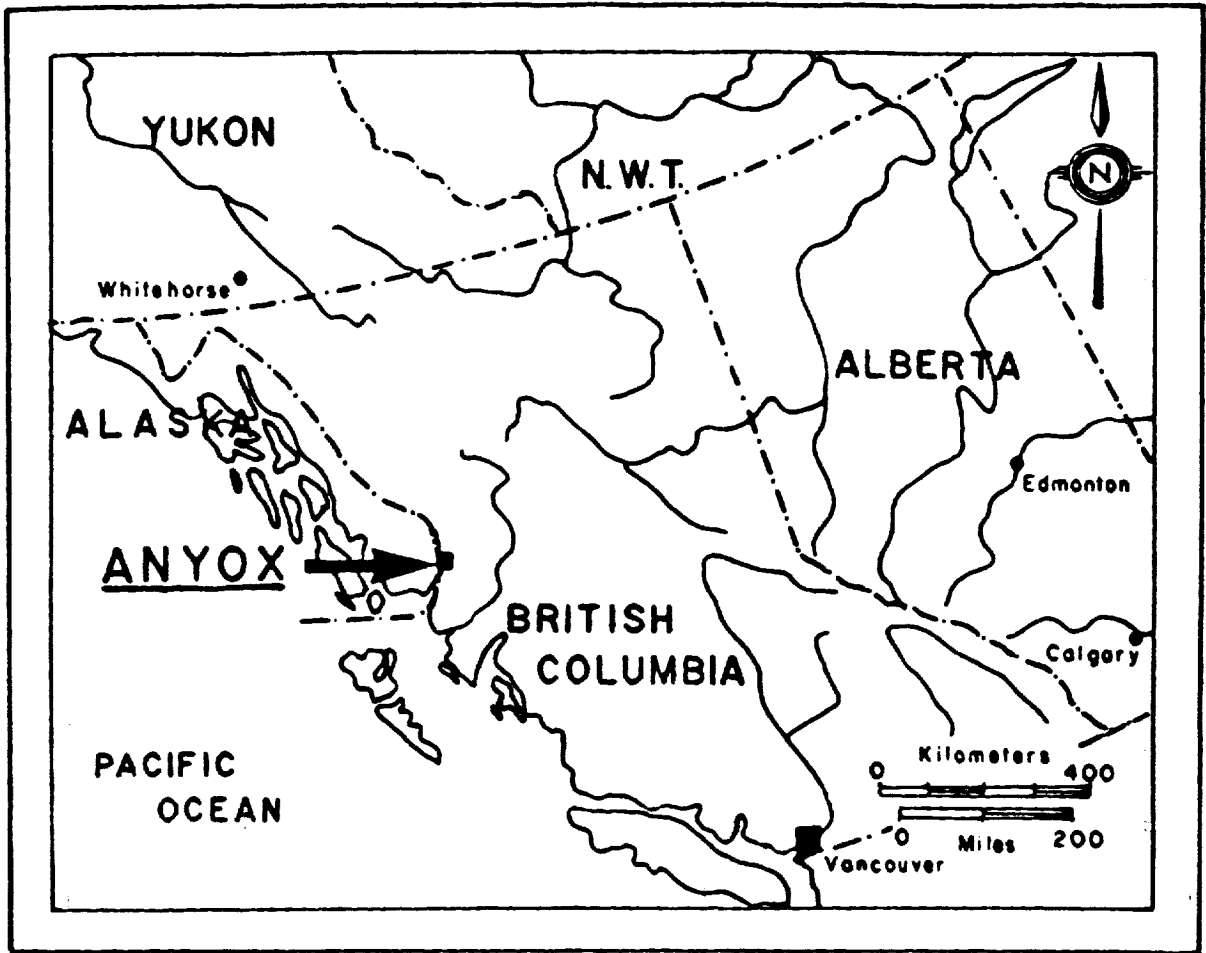 YUKON
N.W.T.
N
Whitehorse
ALBERTA
ALASKA
Edmonton
ANYOX
BRITISH
COLUMBIA
Calgary
PACIFIC
OCEAN
Kilometers
0 400
0 Miles 200
Vancouver